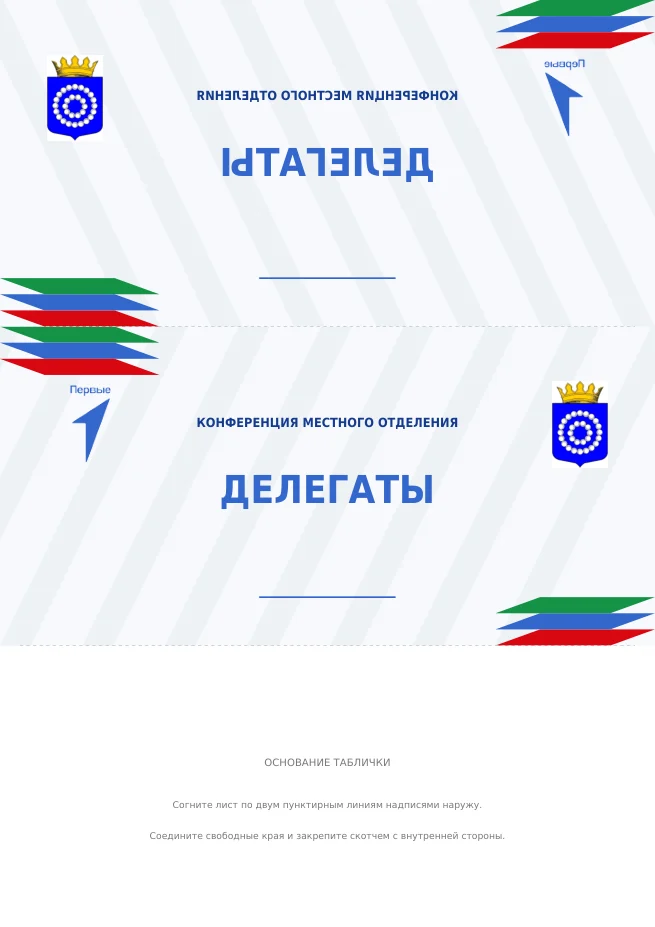 Первые
КОНФЕРЕНЦИЯ МЕСТНОГО ОТДЕЛЕНИЯ
ДЕЛЕГАТЫ
Первые
КОНФЕРЕНЦИЯ МЕСТНОГО ОТДЕЛЕНИЯ
ДЕЛЕГАТЫ
ОСНОВАНИЕ ТАБЛИЧКИ
Согните лист по двум пунктирным линиям надписями наружу.
Соедините свободные края и закрепите скотчем с внутренней стороны.